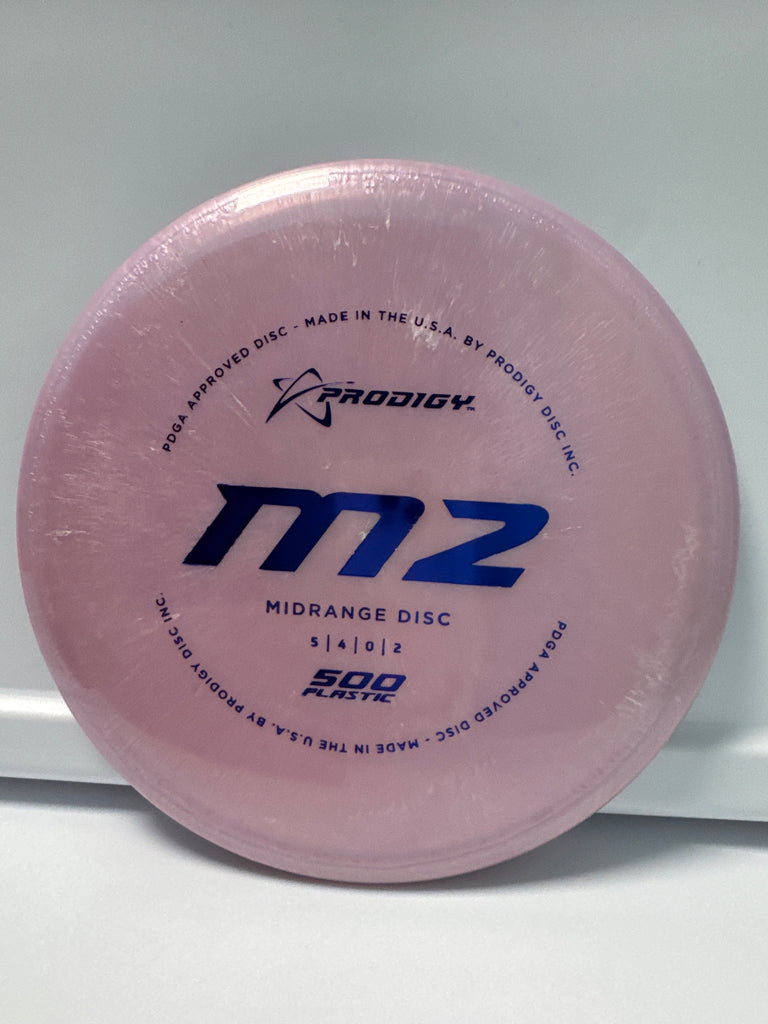 PDGA APPROVED DISC - MADE IN THE U.S.A. BY PRODIGY DISC INC.
PRODIGY™
M2
MIDRANGE DISC
5 | 4 | 0 | 2
500
PLASTIC
PDGA APPROVED DISC - MADE IN THE U.S.A. BY PRODIGY DISC INC.